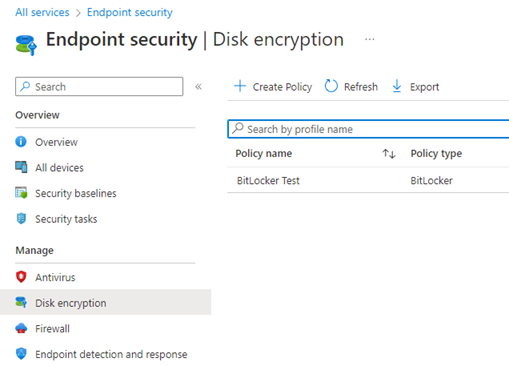 All services > Endpoint security >
Endpoint security | Disk encryption ...
Search «
Overview
Overview
All devices
Security baselines
Security tasks
Manage
Antivirus
Disk encryption
Firewall
Endpoint detection and response
+ Create Policy Refresh Export
Search by profile name
Policy name ↑↓ Policy type
BitLocker Test BitLocker